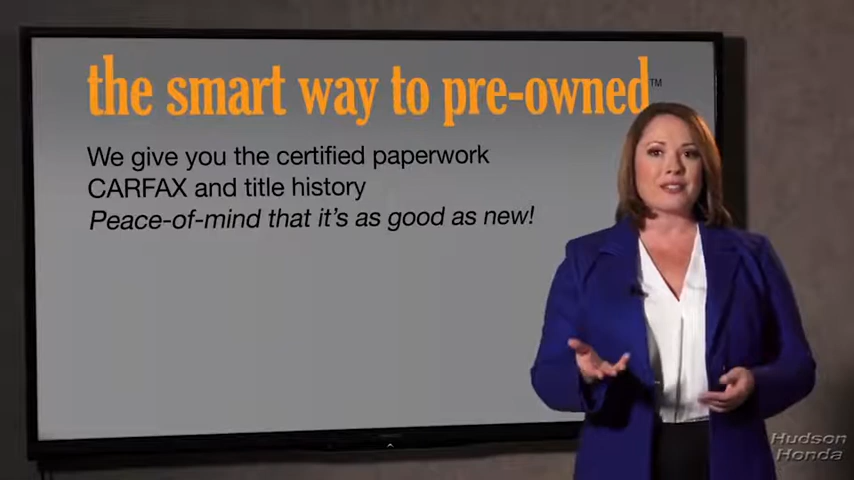 the smart way to pre-owned™
We give you the certified paperwork
CARFAX and title history
Peace-of-mind that it's as good as new!
Hudson
Honda